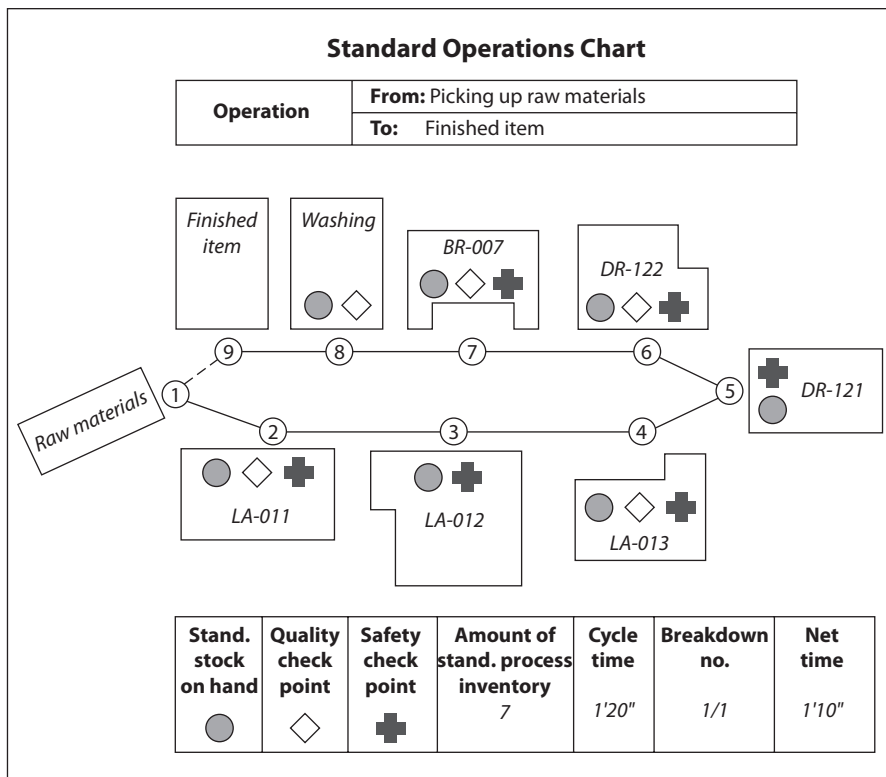 Standard Operations Chart
Operation
From: Picking up raw materials
To: Finished item
Finished
item
Washing
BR-007
DR-122
9
8
7
6
1
5
DR-121
Raw materials
2
3
4
LA-011
LA-012
LA-013
Stand.
stock
on hand
Quality
check
point
Safety
check
point
Amount of
stand. process
inventory
7
Cycle
time
1'20"
Breakdown
no.
1/1
Net
time
1'10"